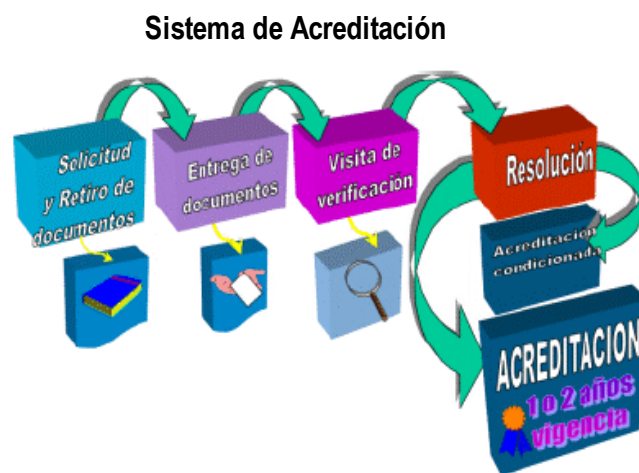 Sistema de Acreditación
Solicitud
y Retiro de
documentos
Entrega de
documentos
Visita de
verificación
Resolución
Acreditación
condicionada
ACREDITACION
1 o 2 años
vigencia